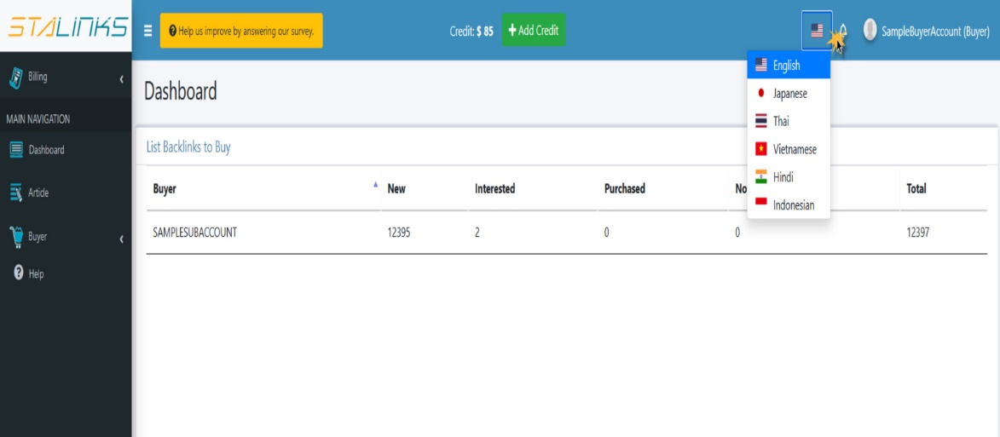 STALINKS
Help us improve by answering our survey.
Credit: $ 85
Add Credit
SampleBuyerAccount (Buyer)
English
Japanese
Thai
Vietnamese
Hindi
Indonesian
Billing
MAIN NAVIGATION
Dashboard
Article
Buyer
Help
Dashboard
List Backlinks to Buy
Buyer New Interested Purchased No Total
SAMPLESUBACCOUNT 12395 2 0 0 12397